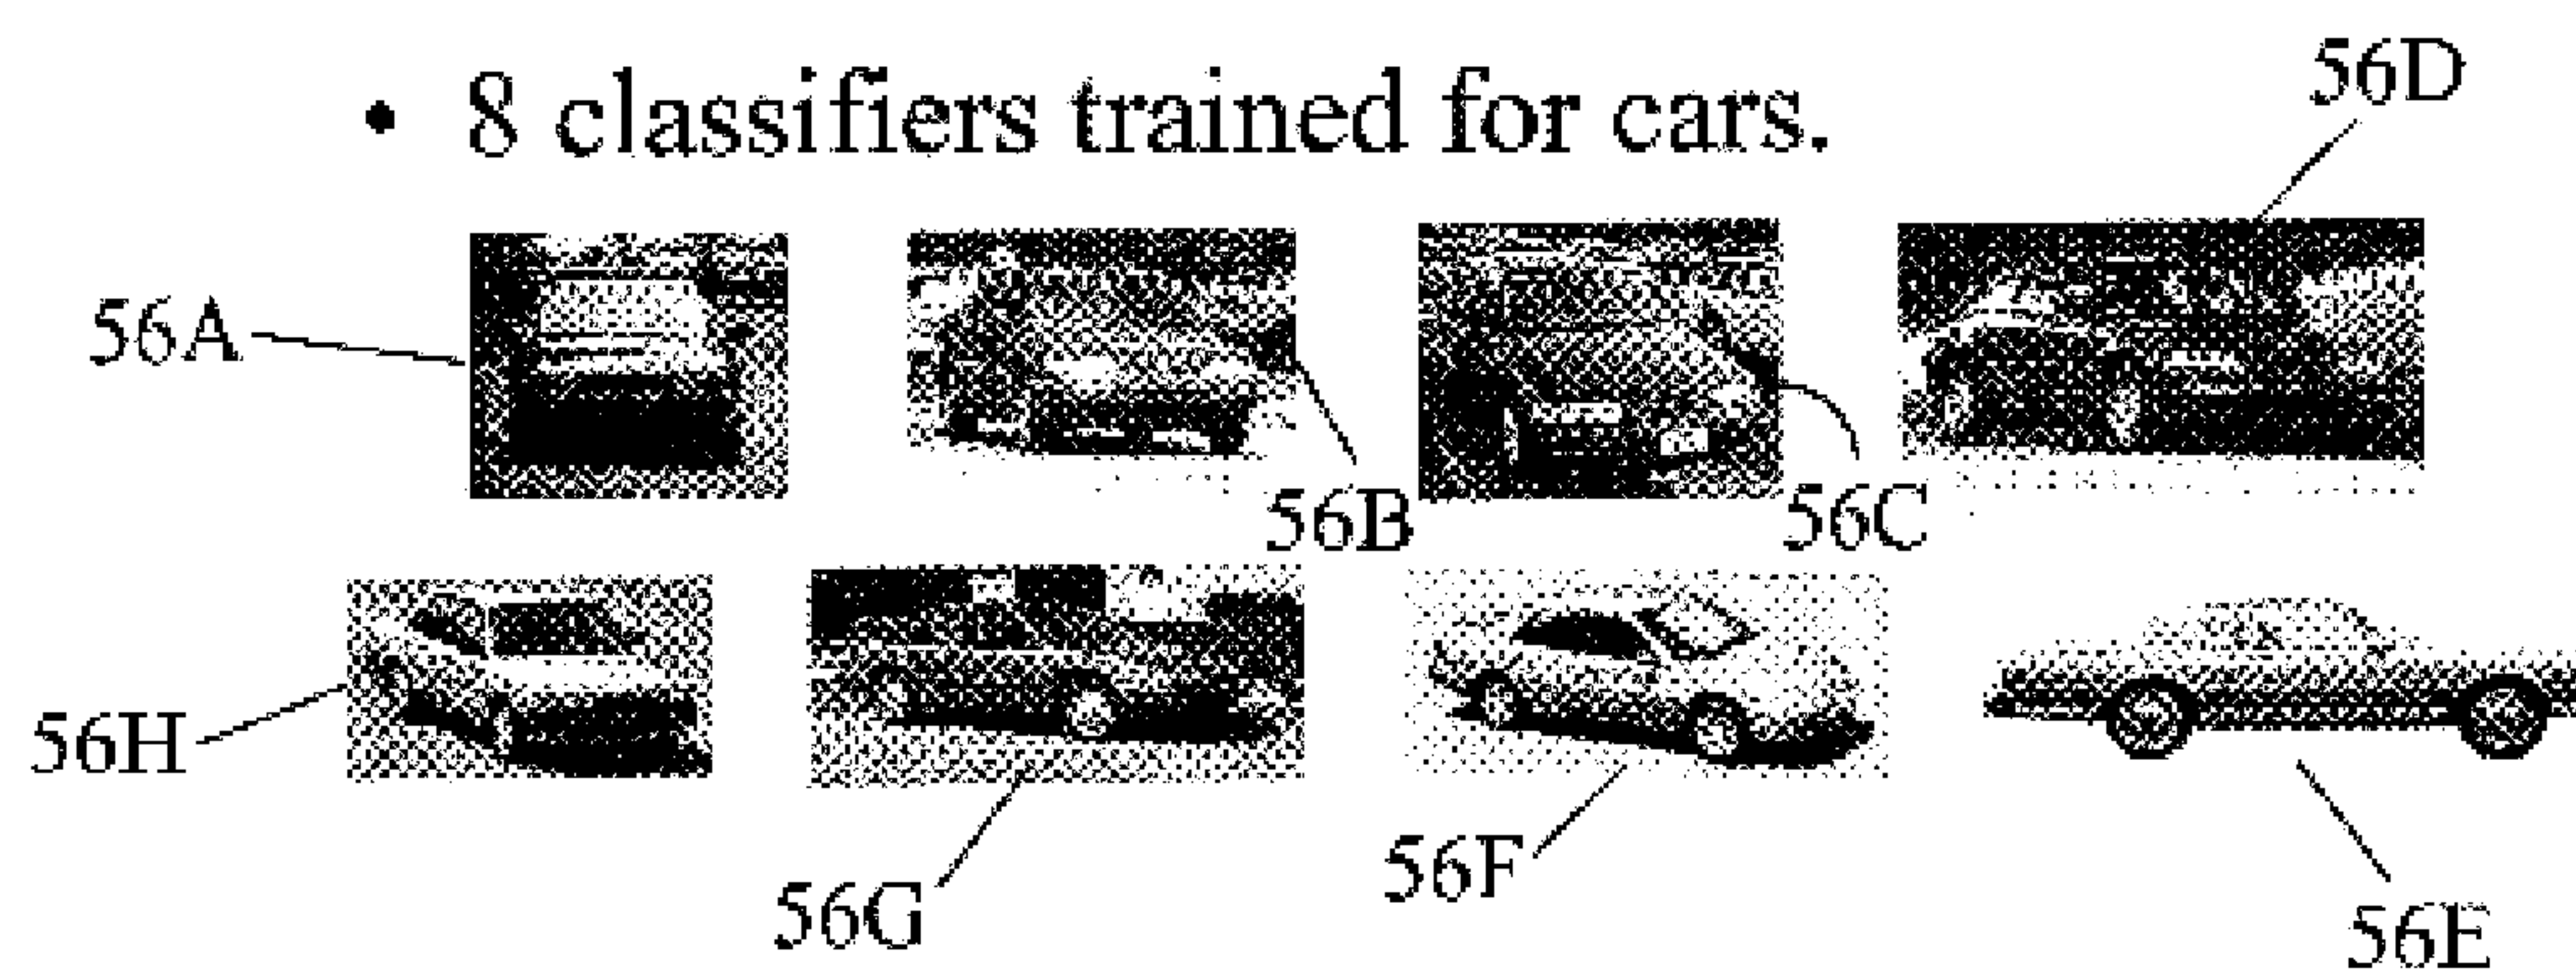 • 8 classifiers trained for cars.
56D
56A
56B
56C
56H
56F
56G
56E